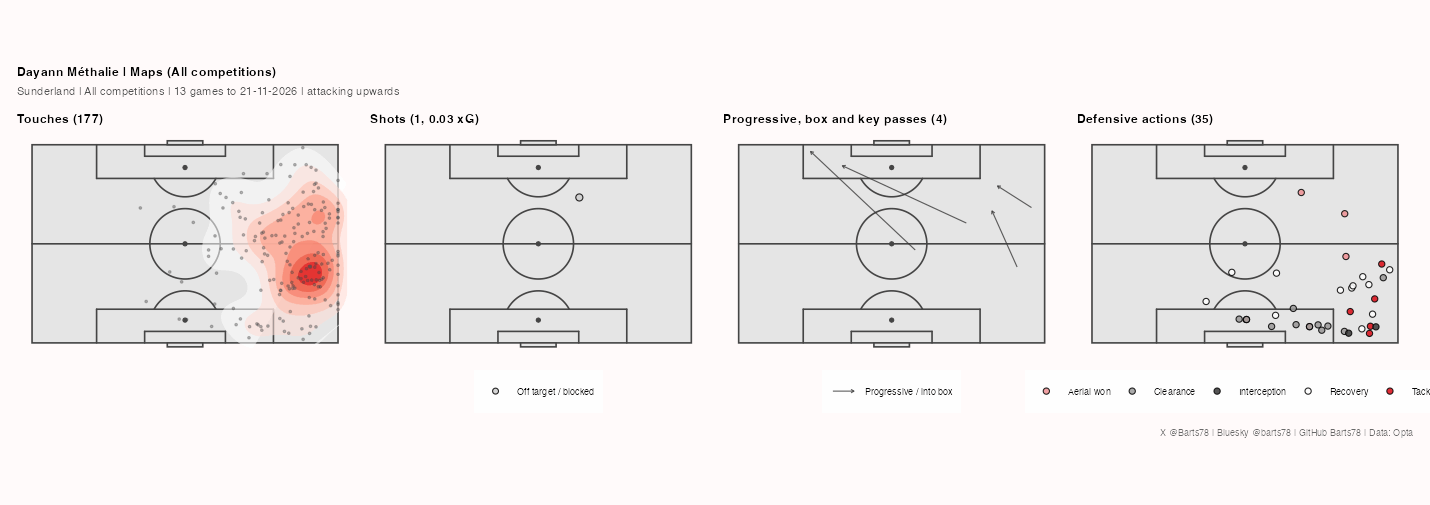 Dayann Méthalie | Maps (All competitions)
Sunderland | All competitions | 13 games to 21-11-2026 | attacking upwards
Touches (177)
Shots (1, 0.03 xG)
Progressive, box and key passes (4)
Defensive actions (35)
Off target / blocked
Progressive / into box
Aerial won
Clearance
Interception
Recovery
Tack
X @Barts78 | Bluesky @barts78 | GitHub Barts78 | Data: Opta